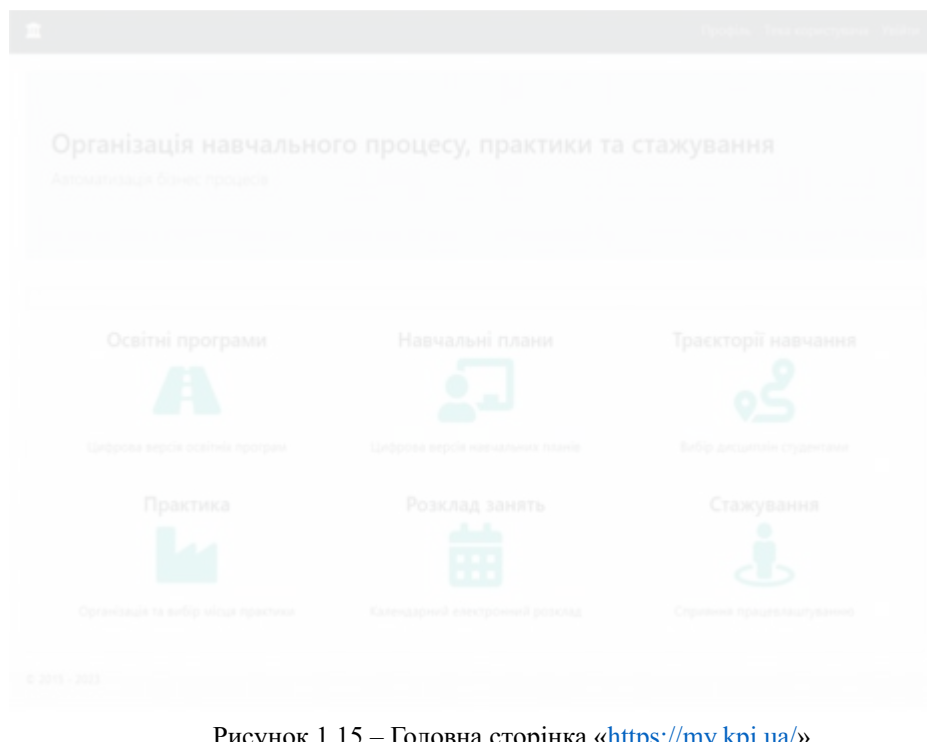 Організація навчального процесу, практики та стажування
Автоматизація бізнес процесів
Освітні програми
Навчальні плани
Траєкторії навчання
Цифрова версія освітніх програм
Цифрова версія навчальних планів
Вибір дисциплін студентами
Практика
Розклад занять
Стажування
Організація та вибір місця практики
Календарний електронний розклад
Сприяння працевлаштуванню
Рисунок 1.15 – Головна сторінка «https://my.kpi.ua/»